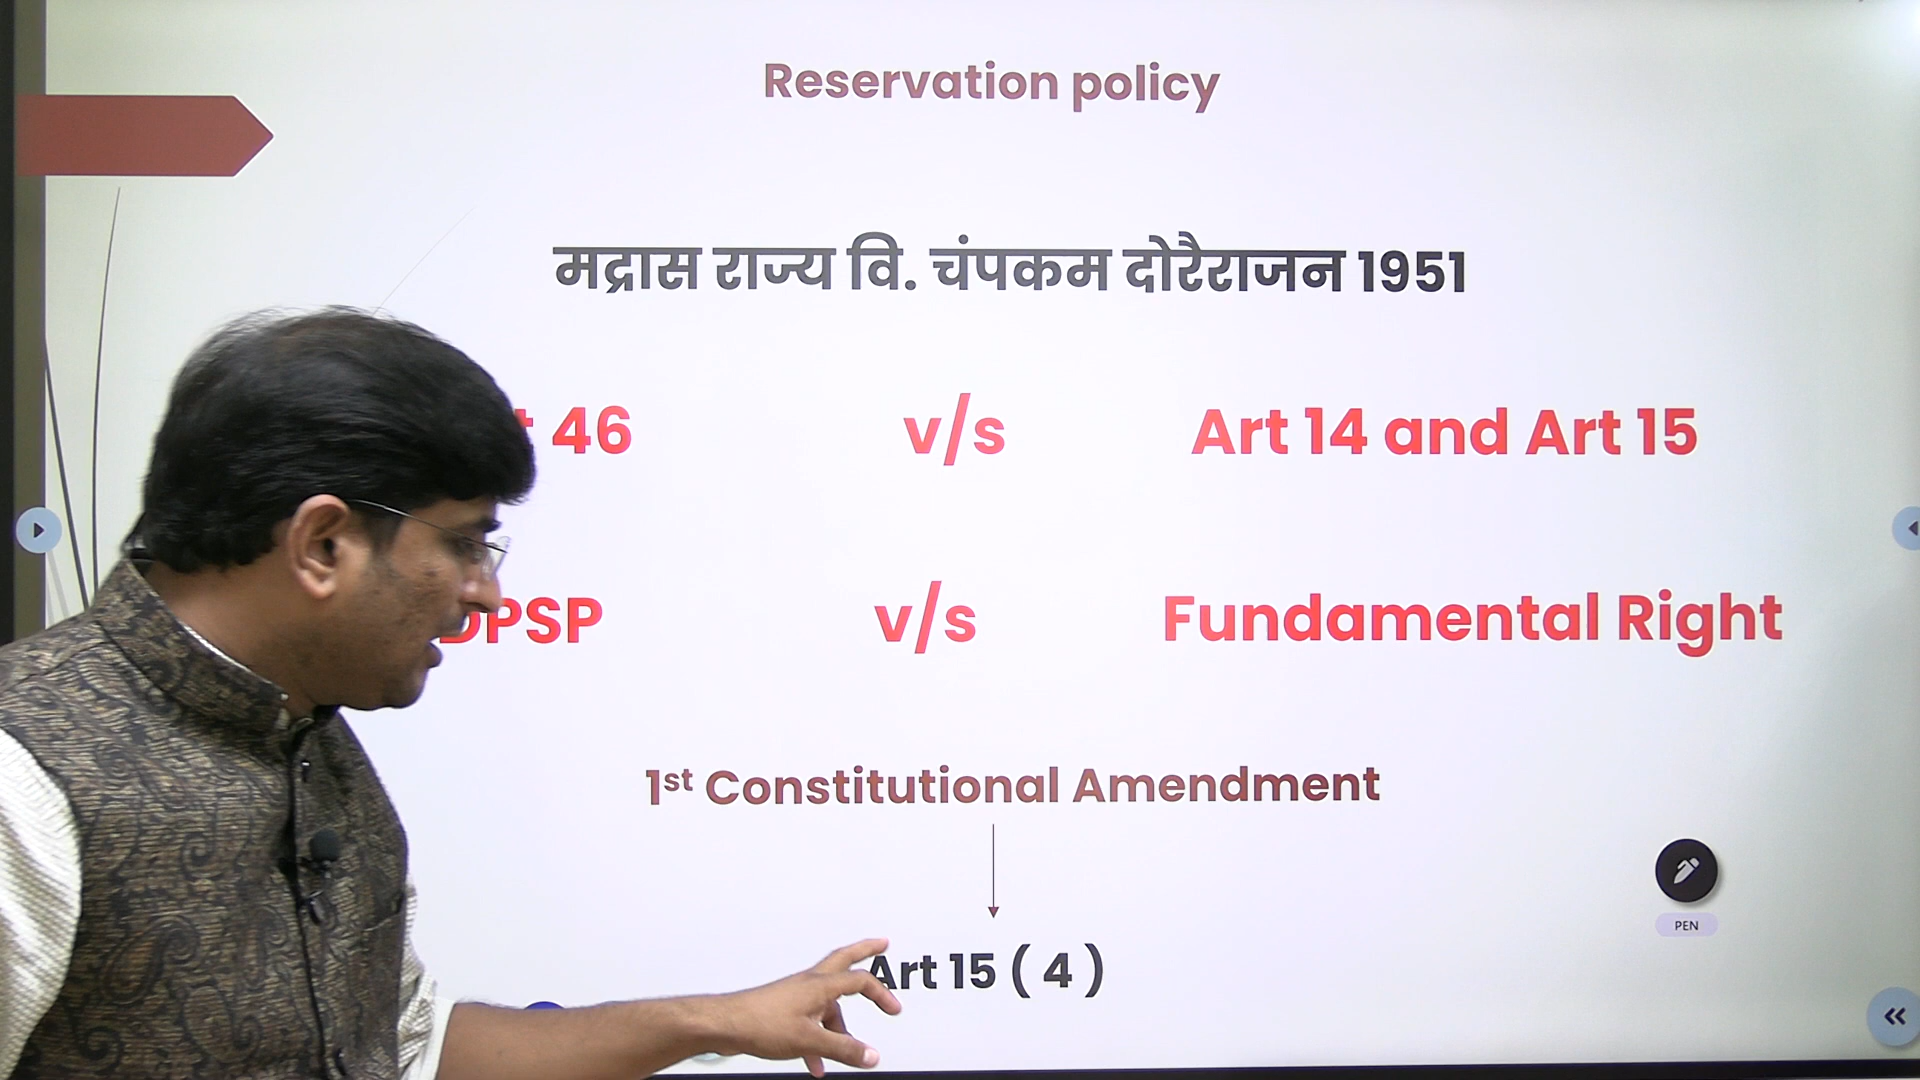 Reservation policy
मद्रास राज्य वि. चंपकम दोरैराजन 1951
46 v/s Art 14 and Art 15
DPSP v/s Fundamental Right
1st Constitutional Amendment
Art 15 ( 4 )
PEN